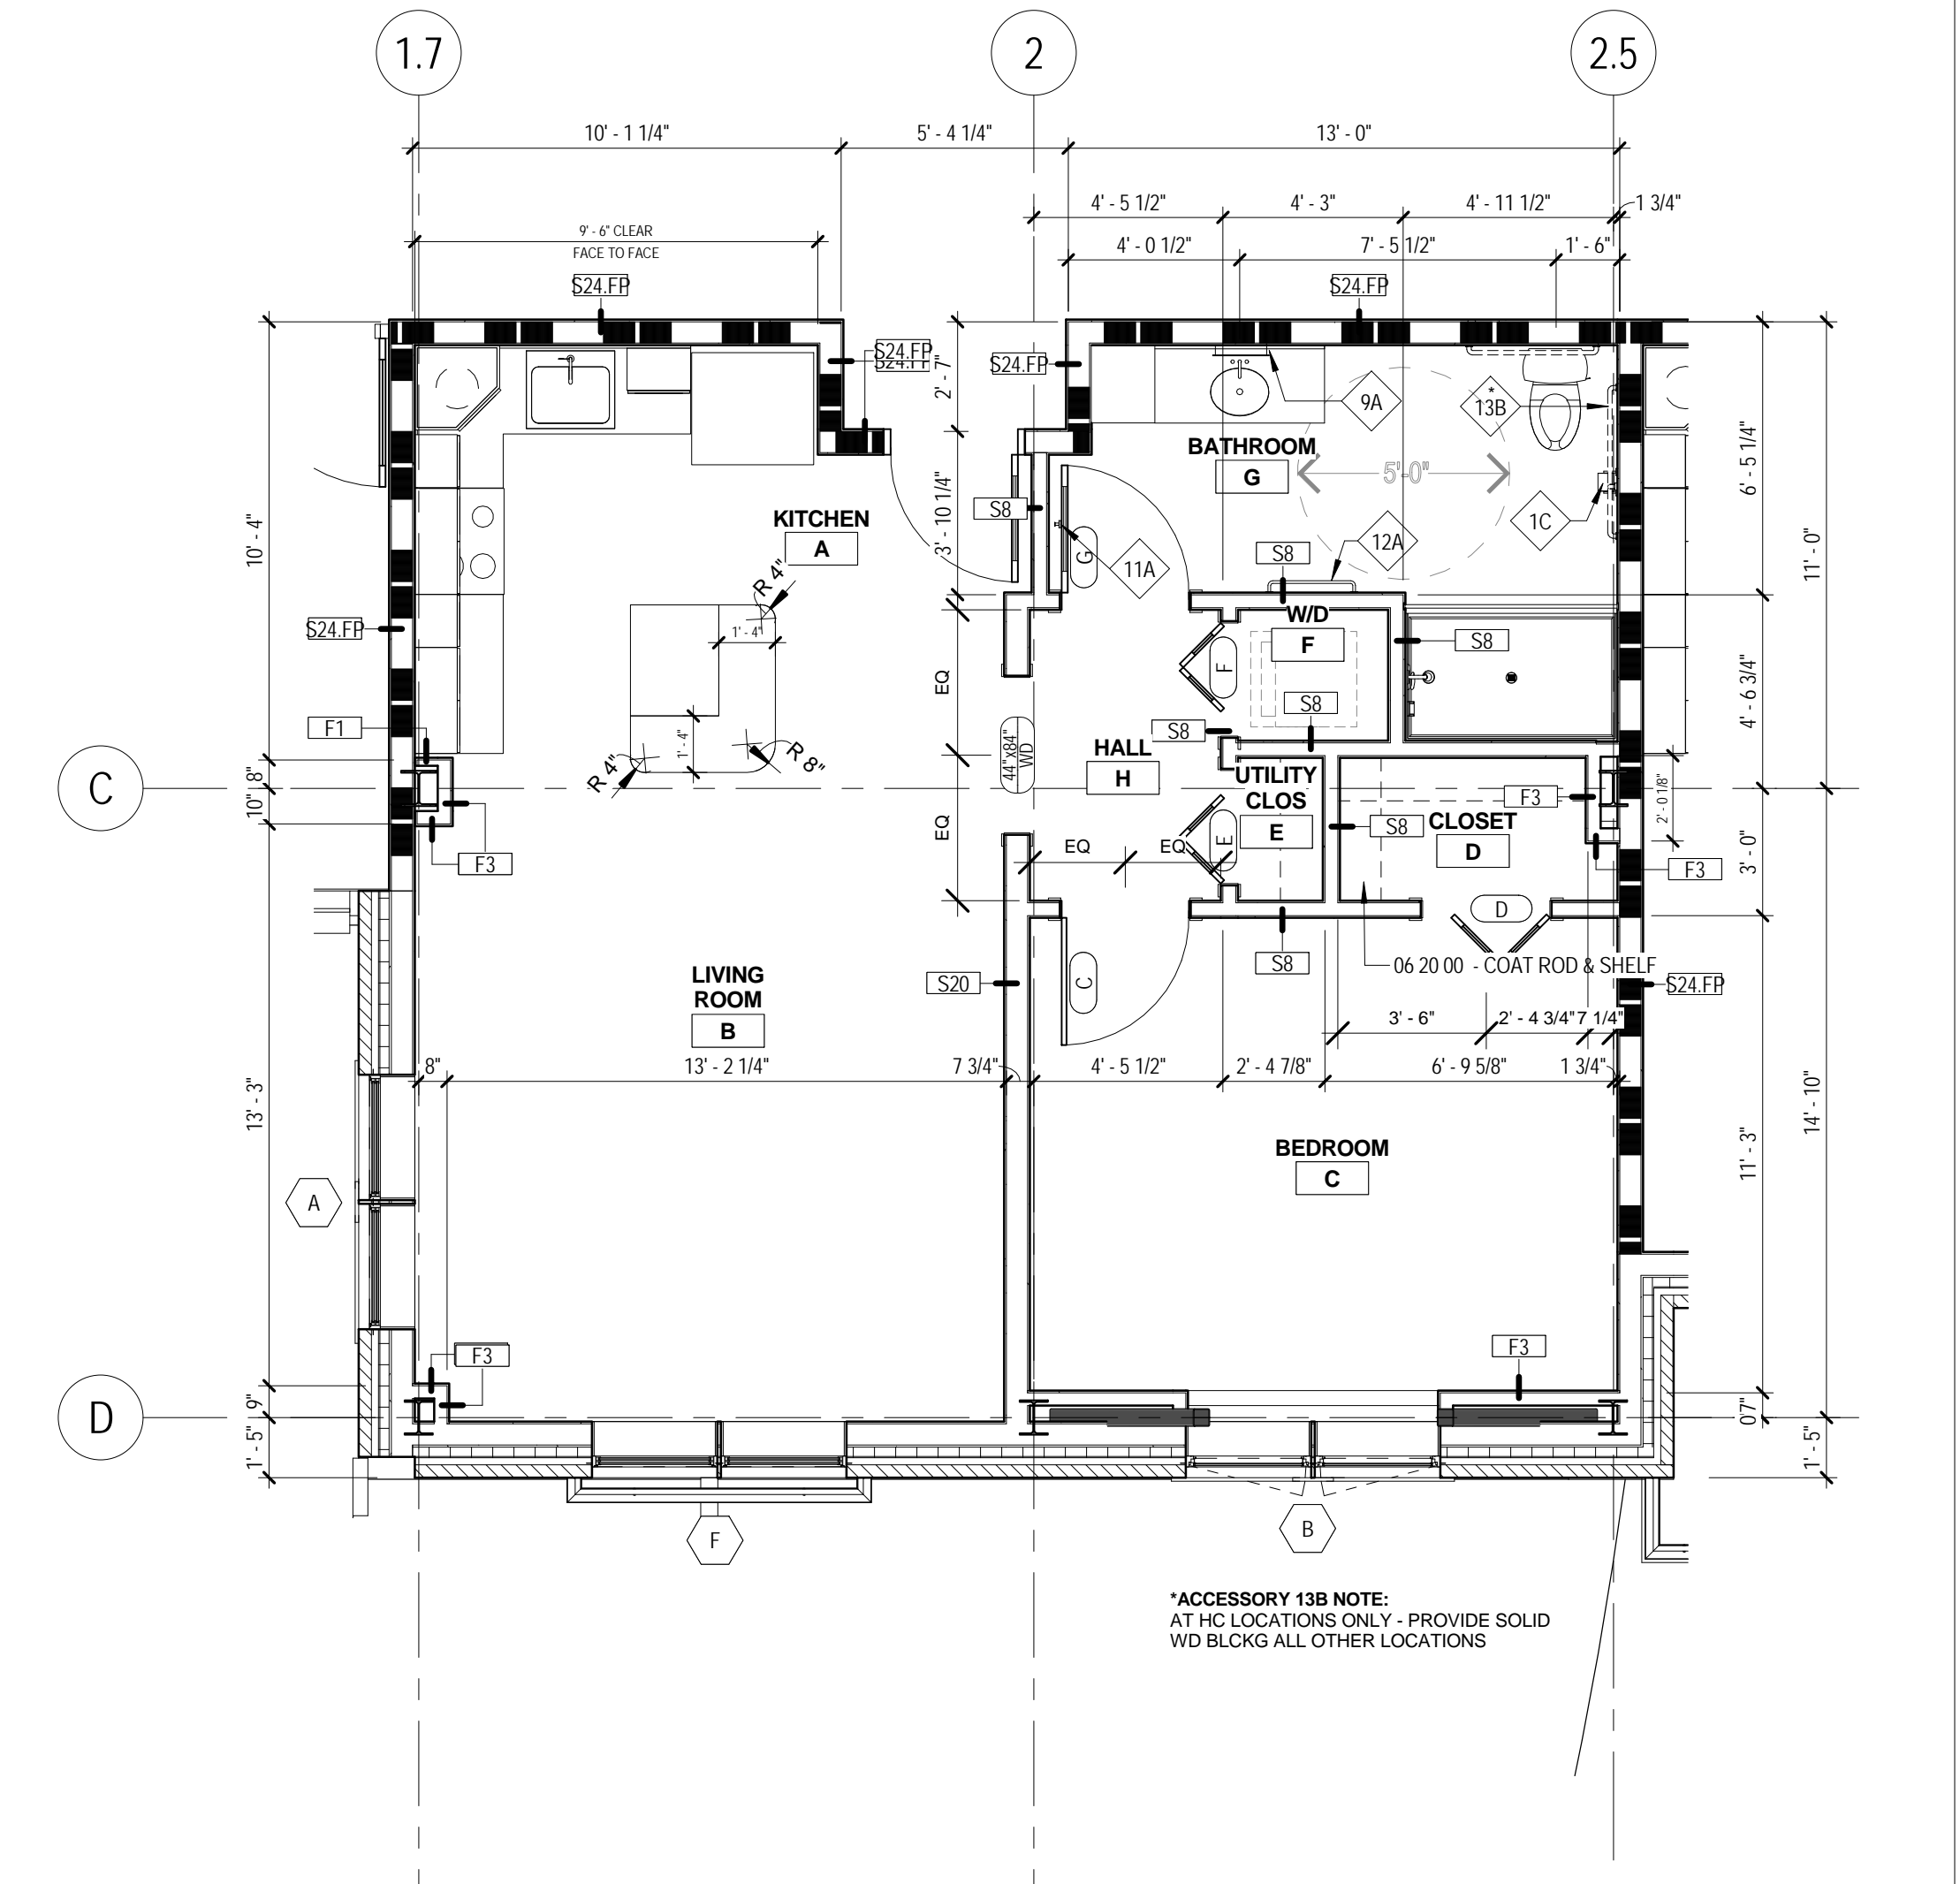 1.7
2
2.5
10' - 1 1/4"
5' - 4 1/4"
13' - 0"
4' - 5 1/2"
4' - 3"
4' - 11 1/2"
1 3/4"
9' - 6" CLEAR
FACE TO FACE
4' - 0 1/2"
7' - 5 1/2"
1' - 6"
S24.FP
S24.FP
S24.FP
S24.FP
S24.FP
2' - 7"
9A
*
13B
BATHROOM
G
5'-0"
6' - 5 1/4"
S8
3' - 10 1/4"
KITCHEN
A
1C
12A
S8
11A
G
10' - 4"
11' - 0"
R 4"
1' - 4"
S24.FP
W/D
F
S8
F
EQ
4' - 6 3/4"
S8
F1
1' - 4"
R 4"
R 8"
44"x84"
WD
S8
HALL
H
UTILITY
CLOS
E
C
10" 8"
F3
2' - 0 1/8"
CLOSET
D
S8
EQ
EQ
EQ
E
3' - 0"
F3
F3
D
S8
06 20 00 - COAT ROD & SHELF
LIVING
ROOM
B
S20
C
S24.FP
3' - 6"
2' - 4 3/4"
7 1/4"
8"
13' - 2 1/4"
7 3/4"
4' - 5 1/2"
2' - 4 7/8"
6' - 9 5/8"
1 3/4"
13' - 3"
14' - 10"
BEDROOM
C
11' - 3"
A
F3
F3
D
9"
1' - 5"
1' - 5"
F
B
*ACCESSORY 13B NOTE:
AT HC LOCATIONS ONLY - PROVIDE SOLID
WD BLCKG ALL OTHER LOCATIONS